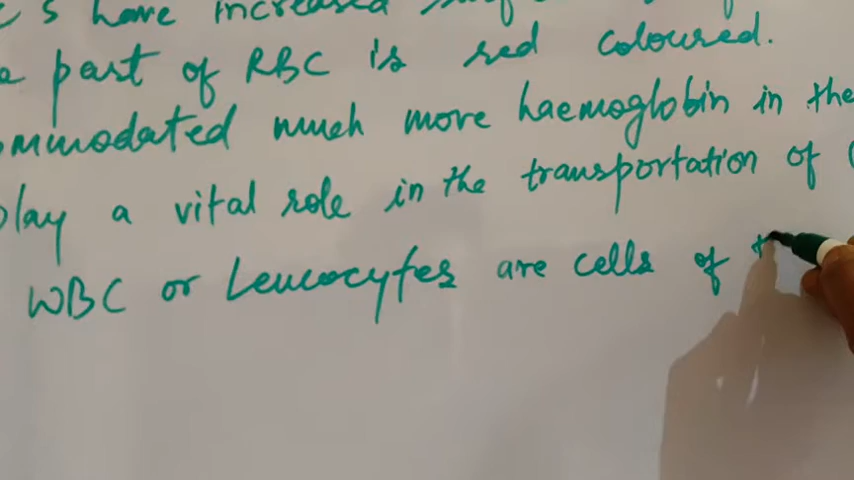 s have increased
part of RBC is red coloured.
mmodated much more haemoglobin in the
play a vital role in the transportation of
WBC or Leucocytes are cells of t